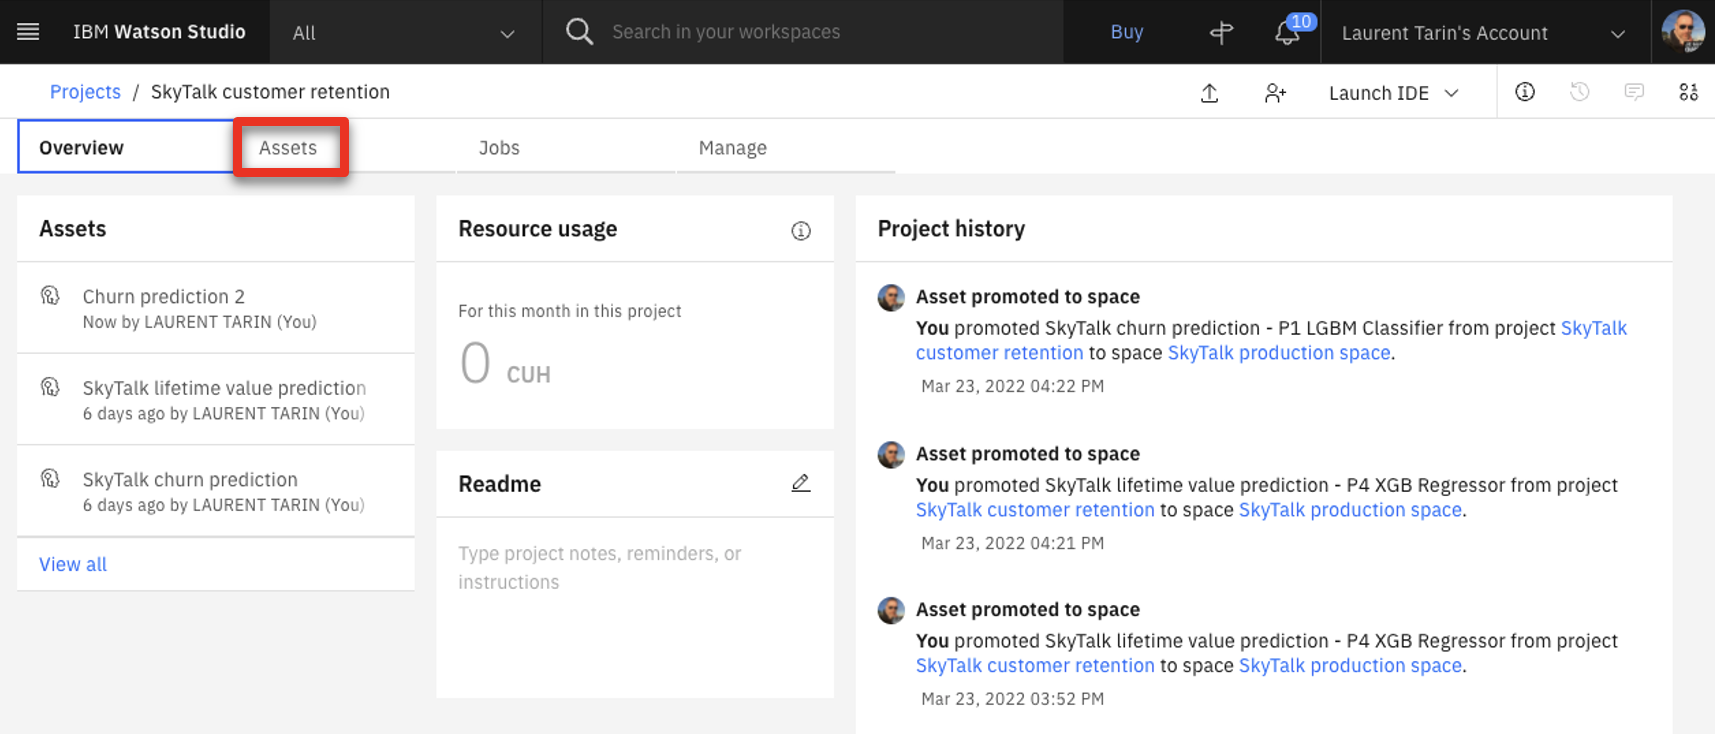 IBM Watson Studio
All
Search in your workspaces
Buy
10
Laurent Tarin's Account
Projects / SkyTalk customer retention
Launch IDE
Overview
Assets
Jobs
Manage
Assets
Churn prediction 2
Now by LAURENT TARIN (You)
SkyTalk lifetime value prediction
6 days ago by LAURENT TARIN (You)
SkyTalk churn prediction
6 days ago by LAURENT TARIN (You)
View all
Resource usage
For this month in this project
0 CUH
Readme
Type project notes, reminders, or
instructions
Project history
Asset promoted to space
You promoted SkyTalk churn prediction - P1 LGBM Classifier from project SkyTalk
customer retention to space SkyTalk production space.
Mar 23, 2022 04:22 PM
Asset promoted to space
You promoted SkyTalk lifetime value prediction - P4 XGB Regressor from project
SkyTalk customer retention to space SkyTalk production space.
Mar 23, 2022 04:21 PM
Asset promoted to space
You promoted SkyTalk lifetime value prediction - P4 XGB Regressor from project
SkyTalk customer retention to space SkyTalk production space.
Mar 23, 2022 03:52 PM